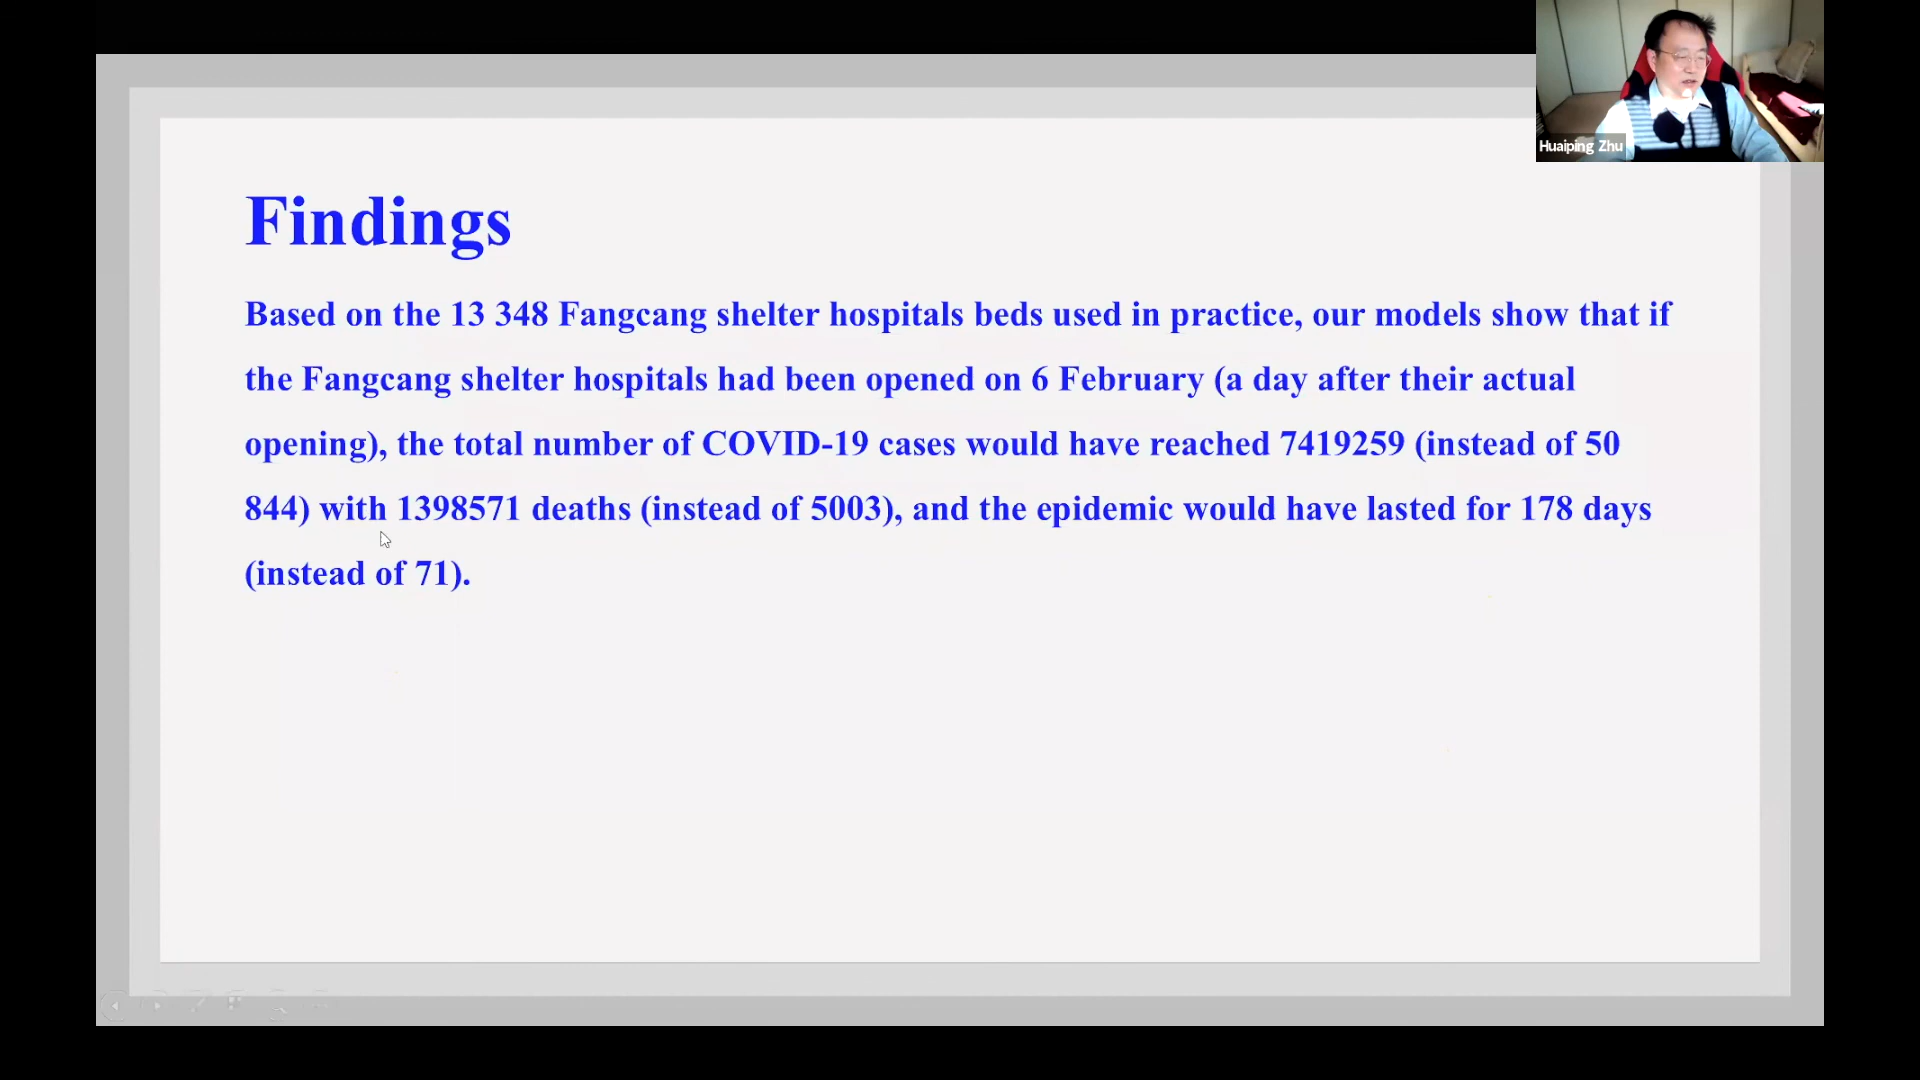 Huaiping Zhu
Findings
Based on the 13 348 Fangcang shelter hospitals beds used in practice, our models show that if
the Fangcang shelter hospitals had been opened on 6 February (a day after their actual
opening), the total number of COVID-19 cases would have reached 7419259 (instead of 50
844) with 1398571 deaths (instead of 5003), and the epidemic would have lasted for 178 days
(instead of 71).